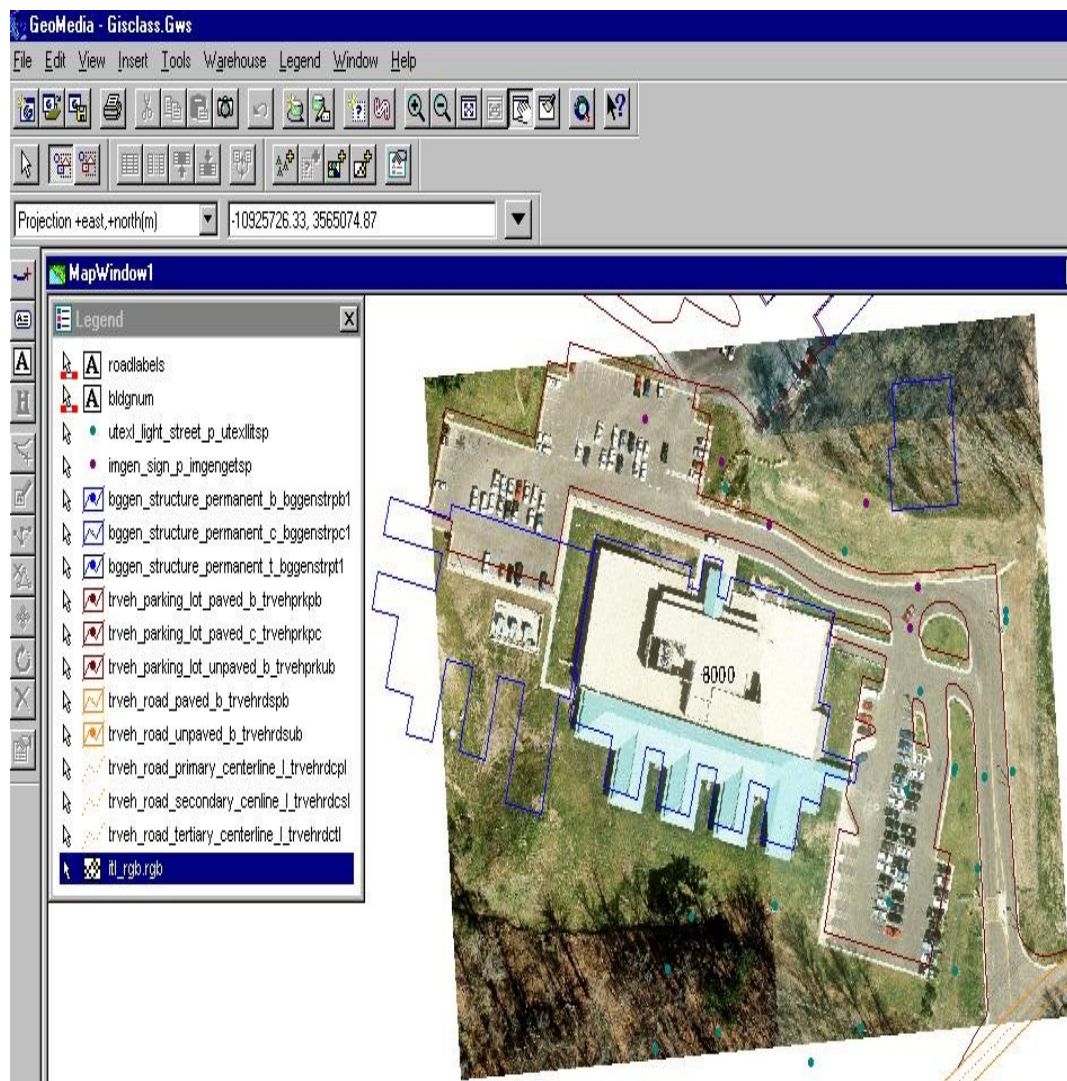 GeoMedia - Gisclass.Gws
File Edit View Insert Tools Warehouse Legend Window Help
Projection +east,+north(m) -10925726.33, 3565074.87
MapWindow1
Legend
A roadlabels
A bldgnum
utexl_light_street_p_utexllitsp
imgen_sign_p_imgengetsp
bggen_structure_permanent_b_bggenstrpb1
bggen_structure_permanent_c_bggenstrpc1
bggen_structure_permanent_t_bggenstrpt1
trveh_parking_lot_paved_b_trvehprkpb
trveh_parking_lot_paved_c_trvehprkpc
trveh_parking_lot_unpaved_b_trvehprkub
trveh_road_paved_b_trvehrdspb
trveh_road_unpaved_b_trvehrdsub
trveh_road_primary_centerline_l_trvehrdcpl
trveh_road_secondary_cenline_l_trvehrdcsl
trveh_road_tertiary_centerline_l_trvehrdctl
itl_rgb.rgb
8000
A
H